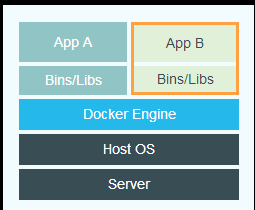 App A
App B
Bins/Libs
Bins/Libs
Docker Engine
Host OS
Server